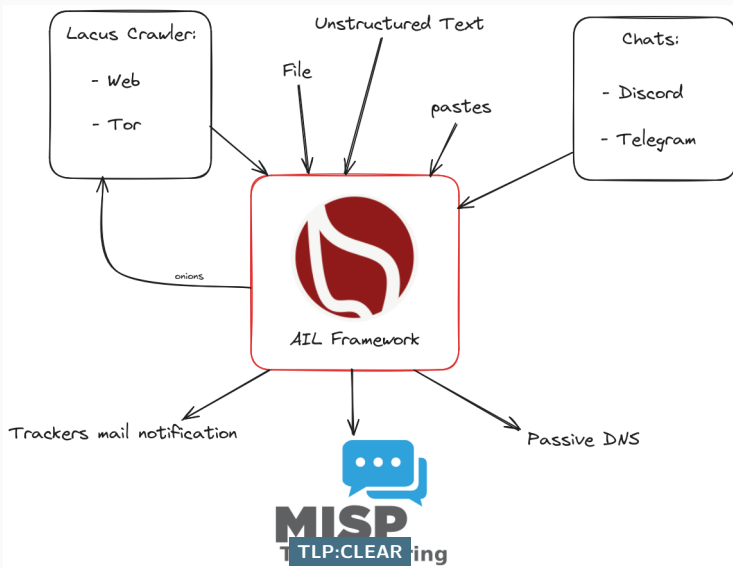 Lacus Crawler:
- Web
- Tor
Unstructured Text
File
pastes
Chats:
- Discord
- Telegram
onions
AIL Framework
Trackers mail notification
Passive DNS
MISP
TLP:CLEAR